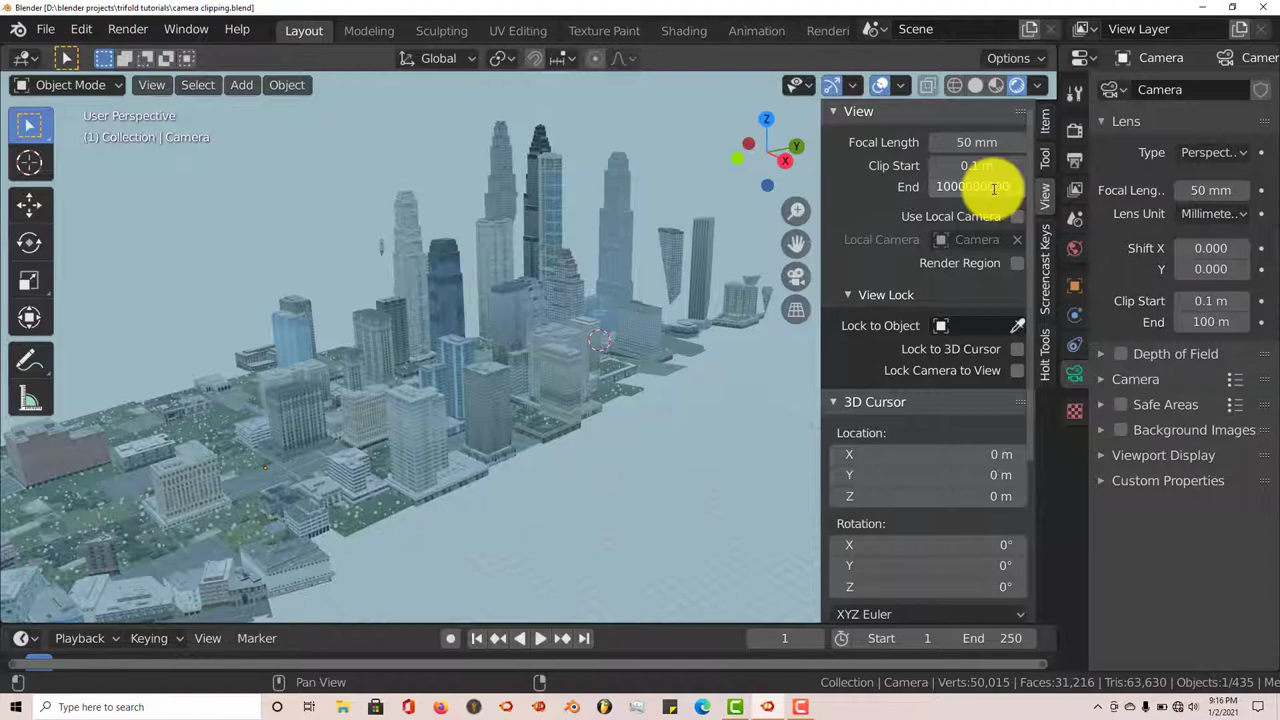 Blender [D:\blender projects\trifold tutorials\camera clipping.blend]
File Edit Render Window Help Layout Modeling Sculpting UV Editing Texture Paint Shading Animation Renderi Scene View Layer
Global Options Camera Camer
Object Mode View Select Add Object
User Perspective
(1) Collection | Camera
Z
Y
X
View
Focal Length 50 mm
Clip Start 0.1 m
End
Use Local Camera
Local Camera Camera
Render Region
View Lock
Lock to Object
Lock to 3D Cursor
Lock Camera to View
3D Cursor
Location:
X 0 m
Y 0 m
Z 0 m
Rotation:
X 0°
Y 0°
Z 0°
XYZ Euler
Item
Tool
View
Screencast Keys
Holt Tools
Camera
Lens
Type Perspect..
Focal Leng.. 50 mm
Lens Unit Millimete..
Shift X 0.000
Y 0.000
Clip Start 0.1 m
End 100 m
Depth of Field
Camera
Safe Areas
Background Images
Viewport Display
Custom Properties
Playback Keying View Marker 1 Start 1 End 250
Pan View Collection | Camera | Verts:50,015 | Faces:31,216 | Tris:63,630 | Objects:1/435 | Me
Type here to search
9:16 PM
1/2/2021